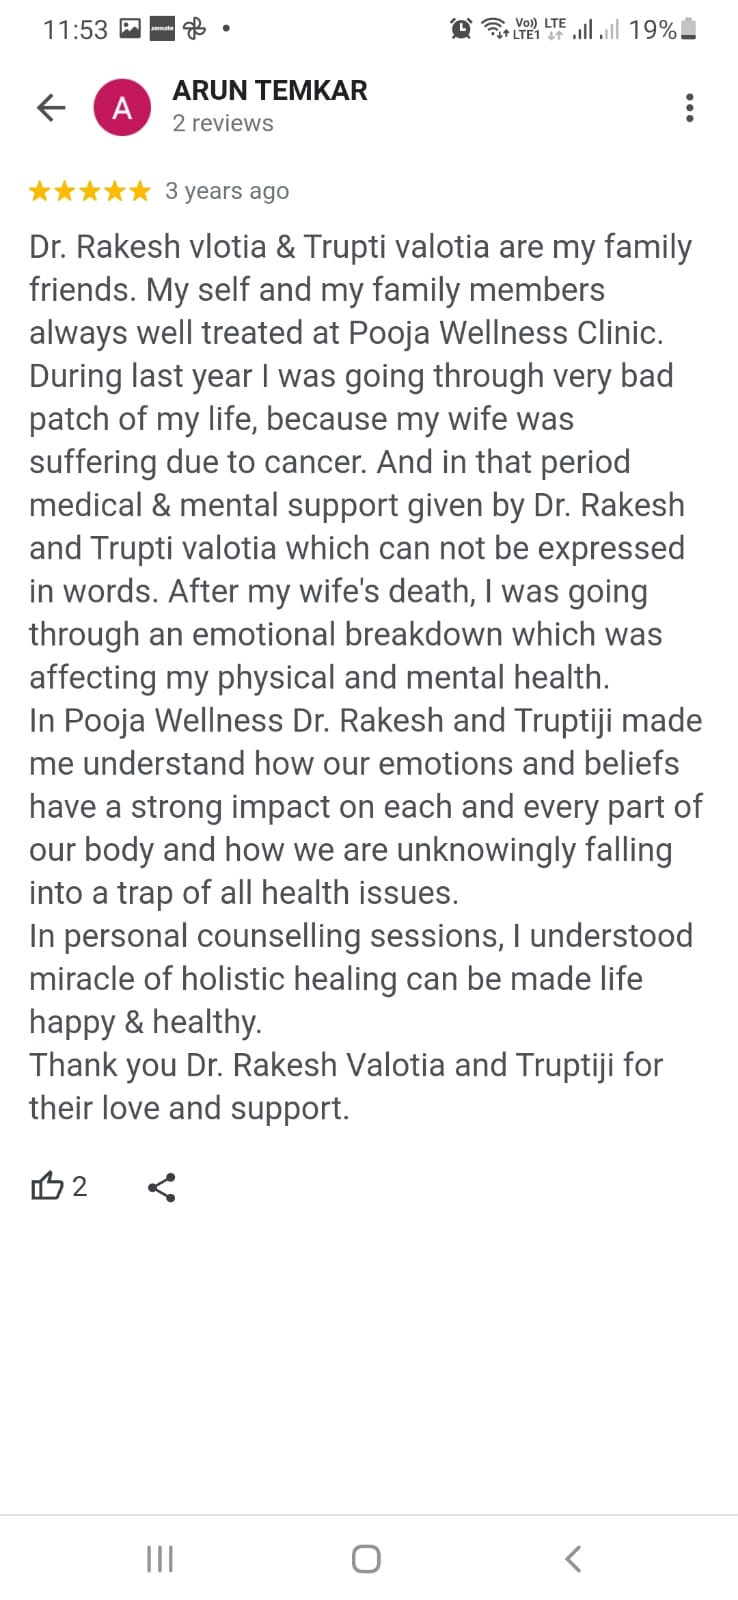 11:53
zomato
Vo)) LTE
LTE1
19%
A
ARUN TEMKAR
2 reviews
3 years ago
Dr. Rakesh vlotia & Trupti valotia are my family
friends. My self and my family members
always well treated at Pooja Wellness Clinic.
During last year I was going through very bad
patch of my life, because my wife was
suffering due to cancer. And in that period
medical & mental support given by Dr. Rakesh
and Trupti valotia which can not be expressed
in words. After my wife's death, I was going
through an emotional breakdown which was
affecting my physical and mental health.
In Pooja Wellness Dr. Rakesh and Truptiji made
me understand how our emotions and beliefs
have a strong impact on each and every part of
our body and how we are unknowingly falling
into a trap of all health issues.
In personal counselling sessions, I understood
miracle of holistic healing can be made life
happy & healthy.
Thank you Dr. Rakesh Valotia and Truptiji for
their love and support.
2